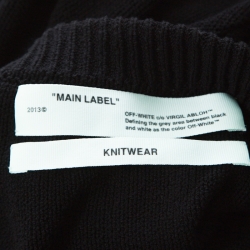 "MAIN LABEL"
2013©
OFF-WHITE c/o VIRGIL ABLOH™
Defining the grey area between black
and white as the color Off-White™
KNITWEAR